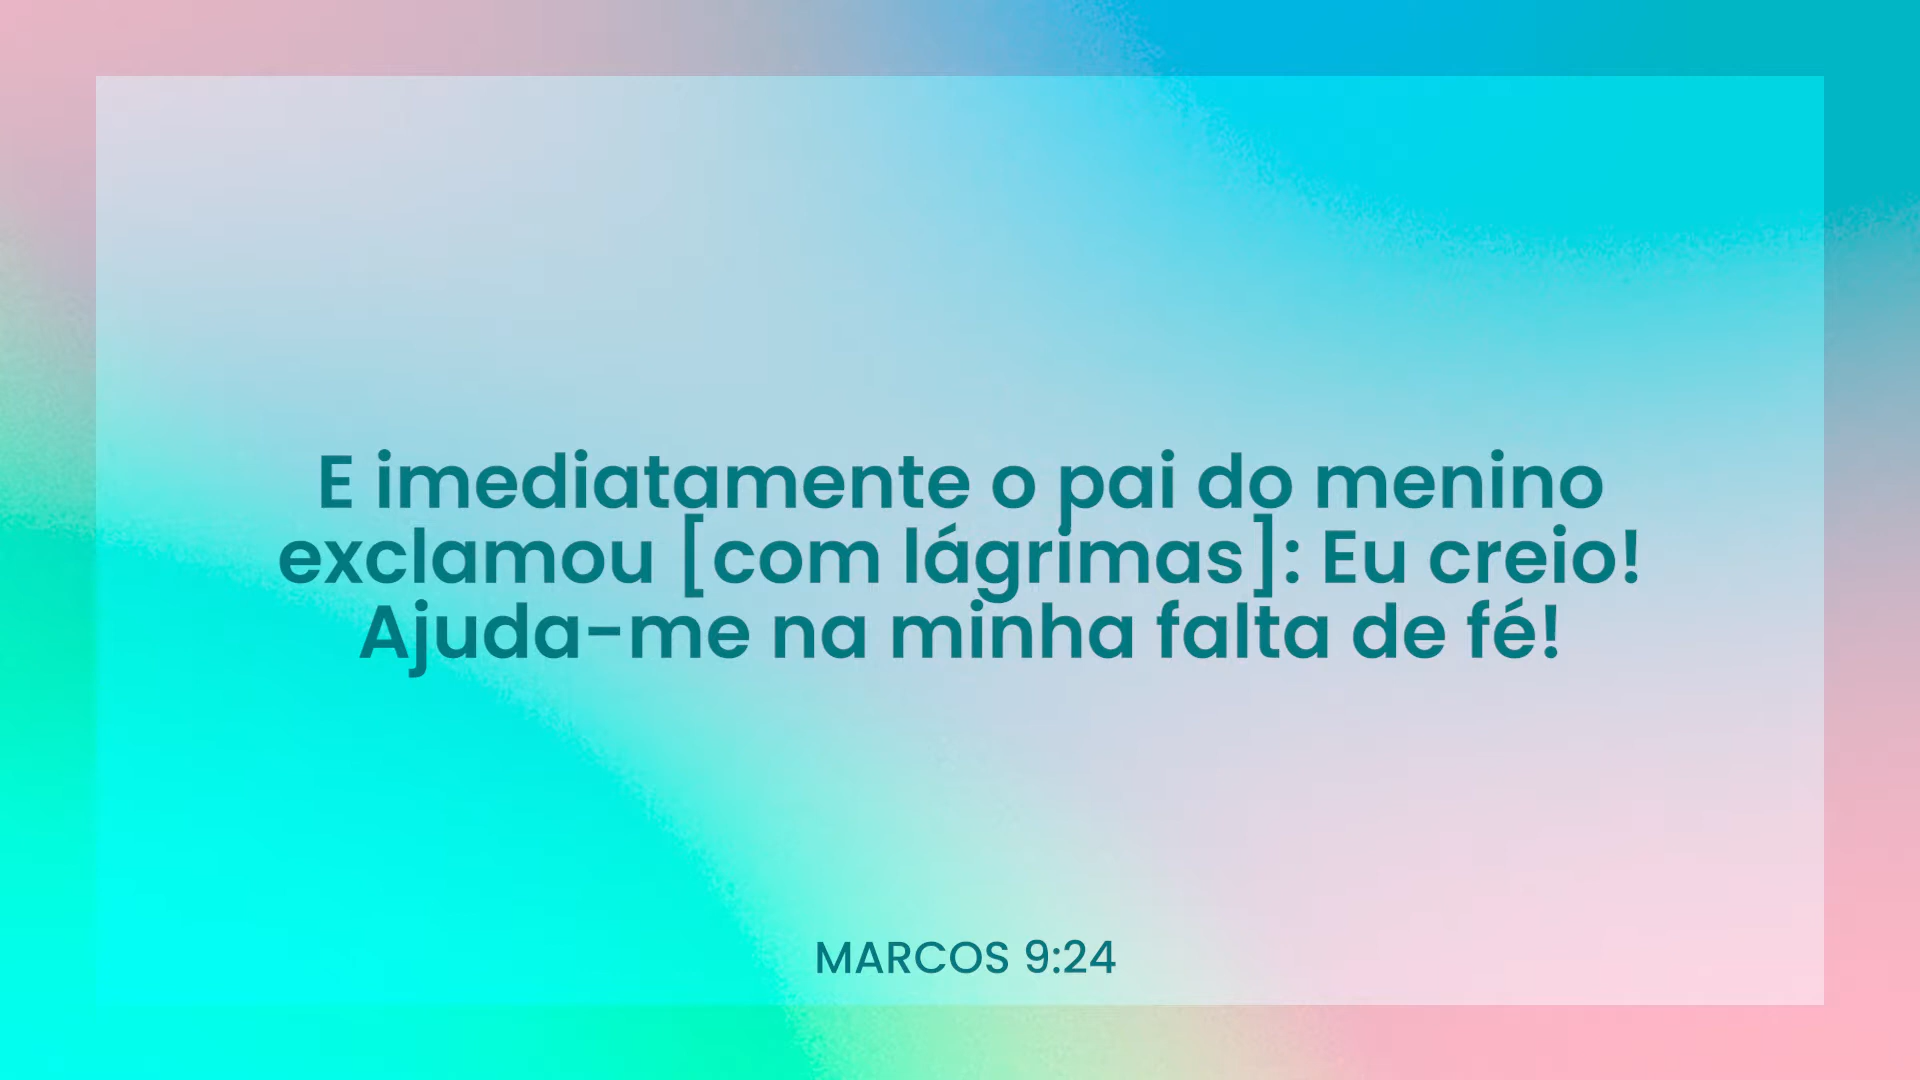 E imediatamente o pai do menino
exclamou [com lágrimas]: Eu creio!
Ajuda-me na minha falta de fé!
MARCOS 9:24